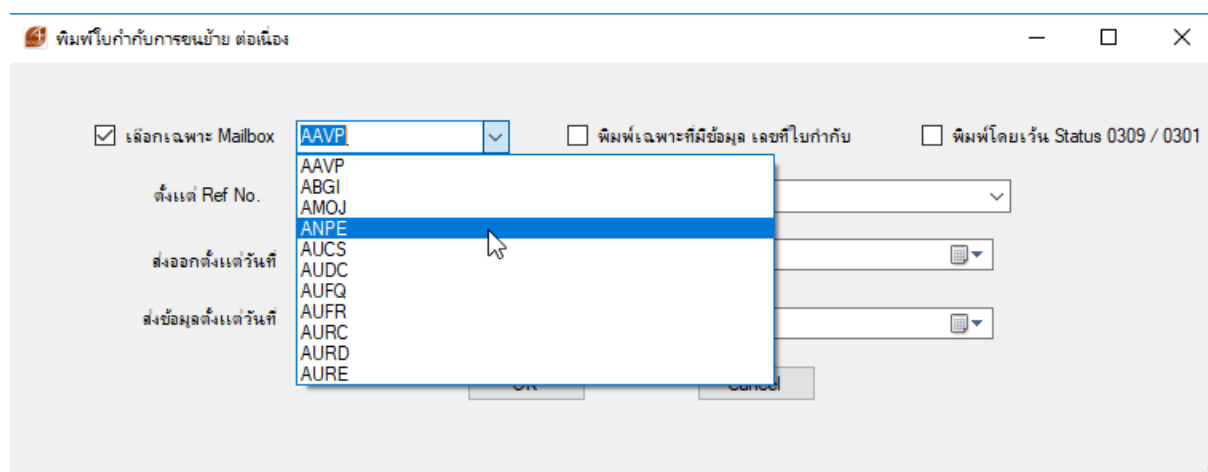 พิมพ์ใบกำกับการขนย้าย ต่อเนื่อง
เลือกเฉพาะ Mailbox AAVP พิมพ์เฉพาะที่มีข้อมูล เลขที่ใบกำกับ พิมพ์โดยเว้น Status 0309 / 0301
AAVP
ABGI
ตั้งแต่ Ref No.
AMOJ
ANPE
AUCS
ส่งออกตั้งแต่วันที่
AUDC
AUFQ
ส่งข้อมูลตั้งแต่วันที่
AUFR
AURC
AURD
AURE
OK Cancel